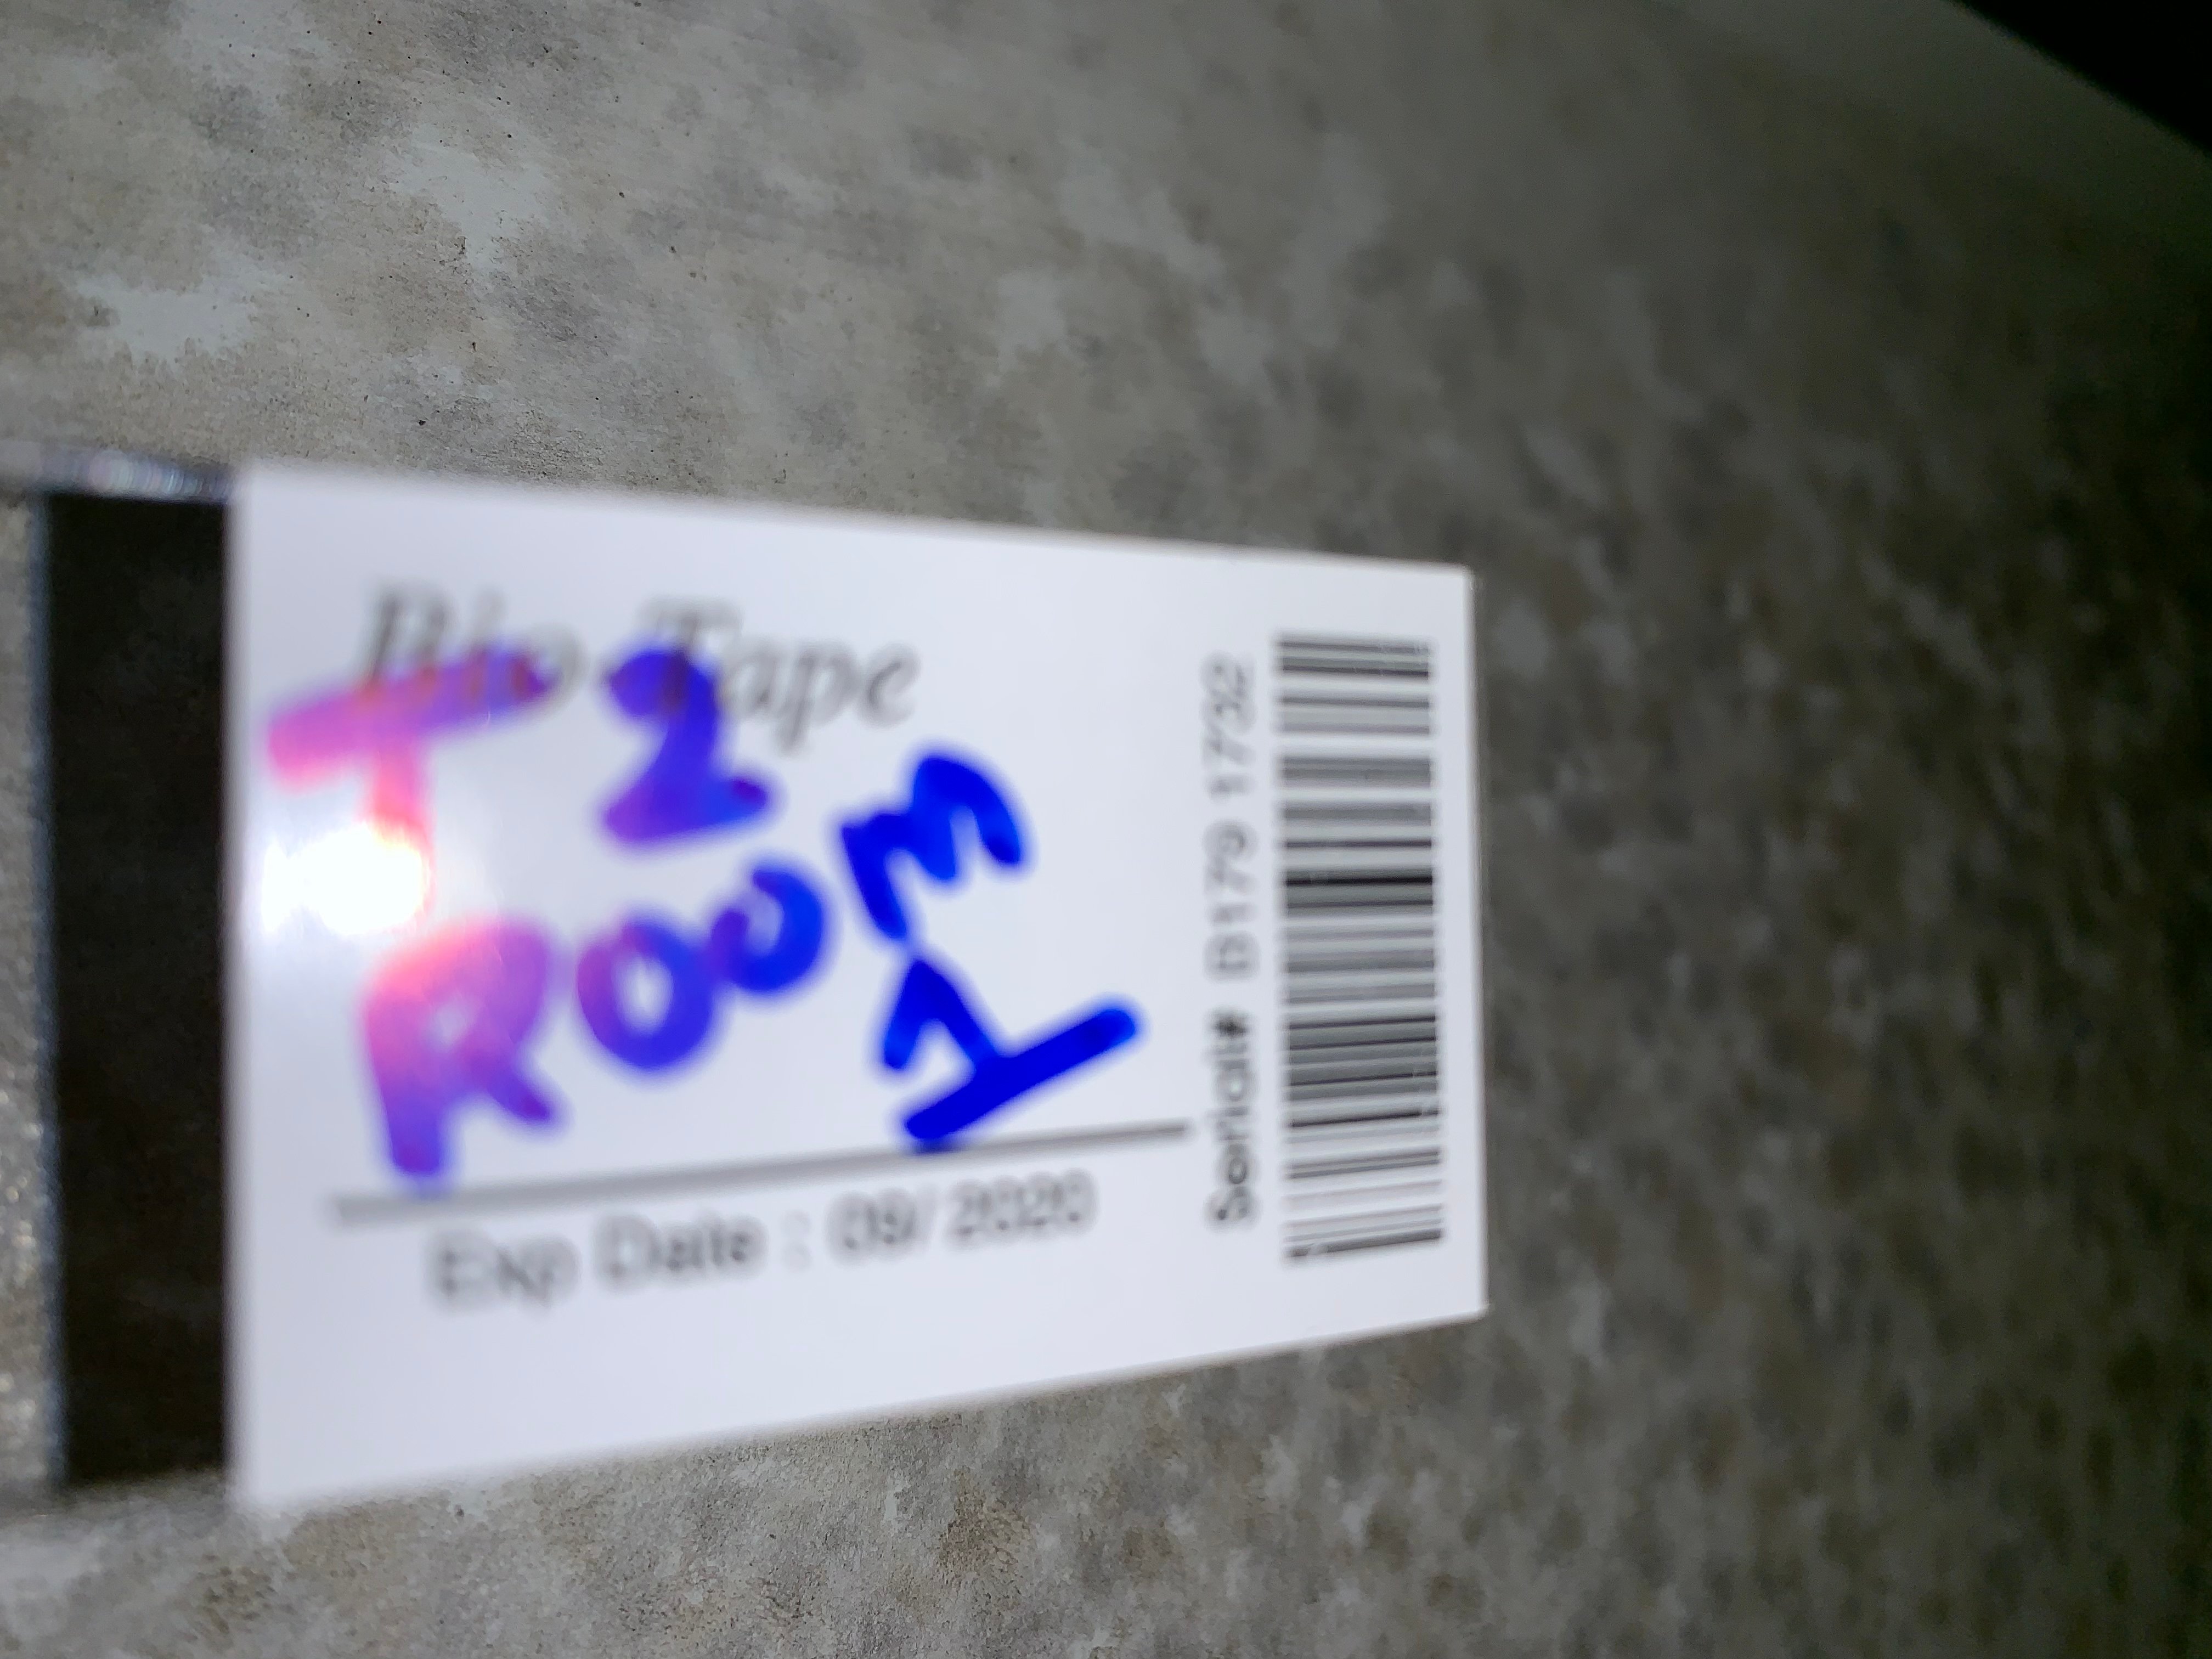 Bio-Tape
T 2
ROOM 1
Exp Date : 09/ 2020
Serial# B179 1732